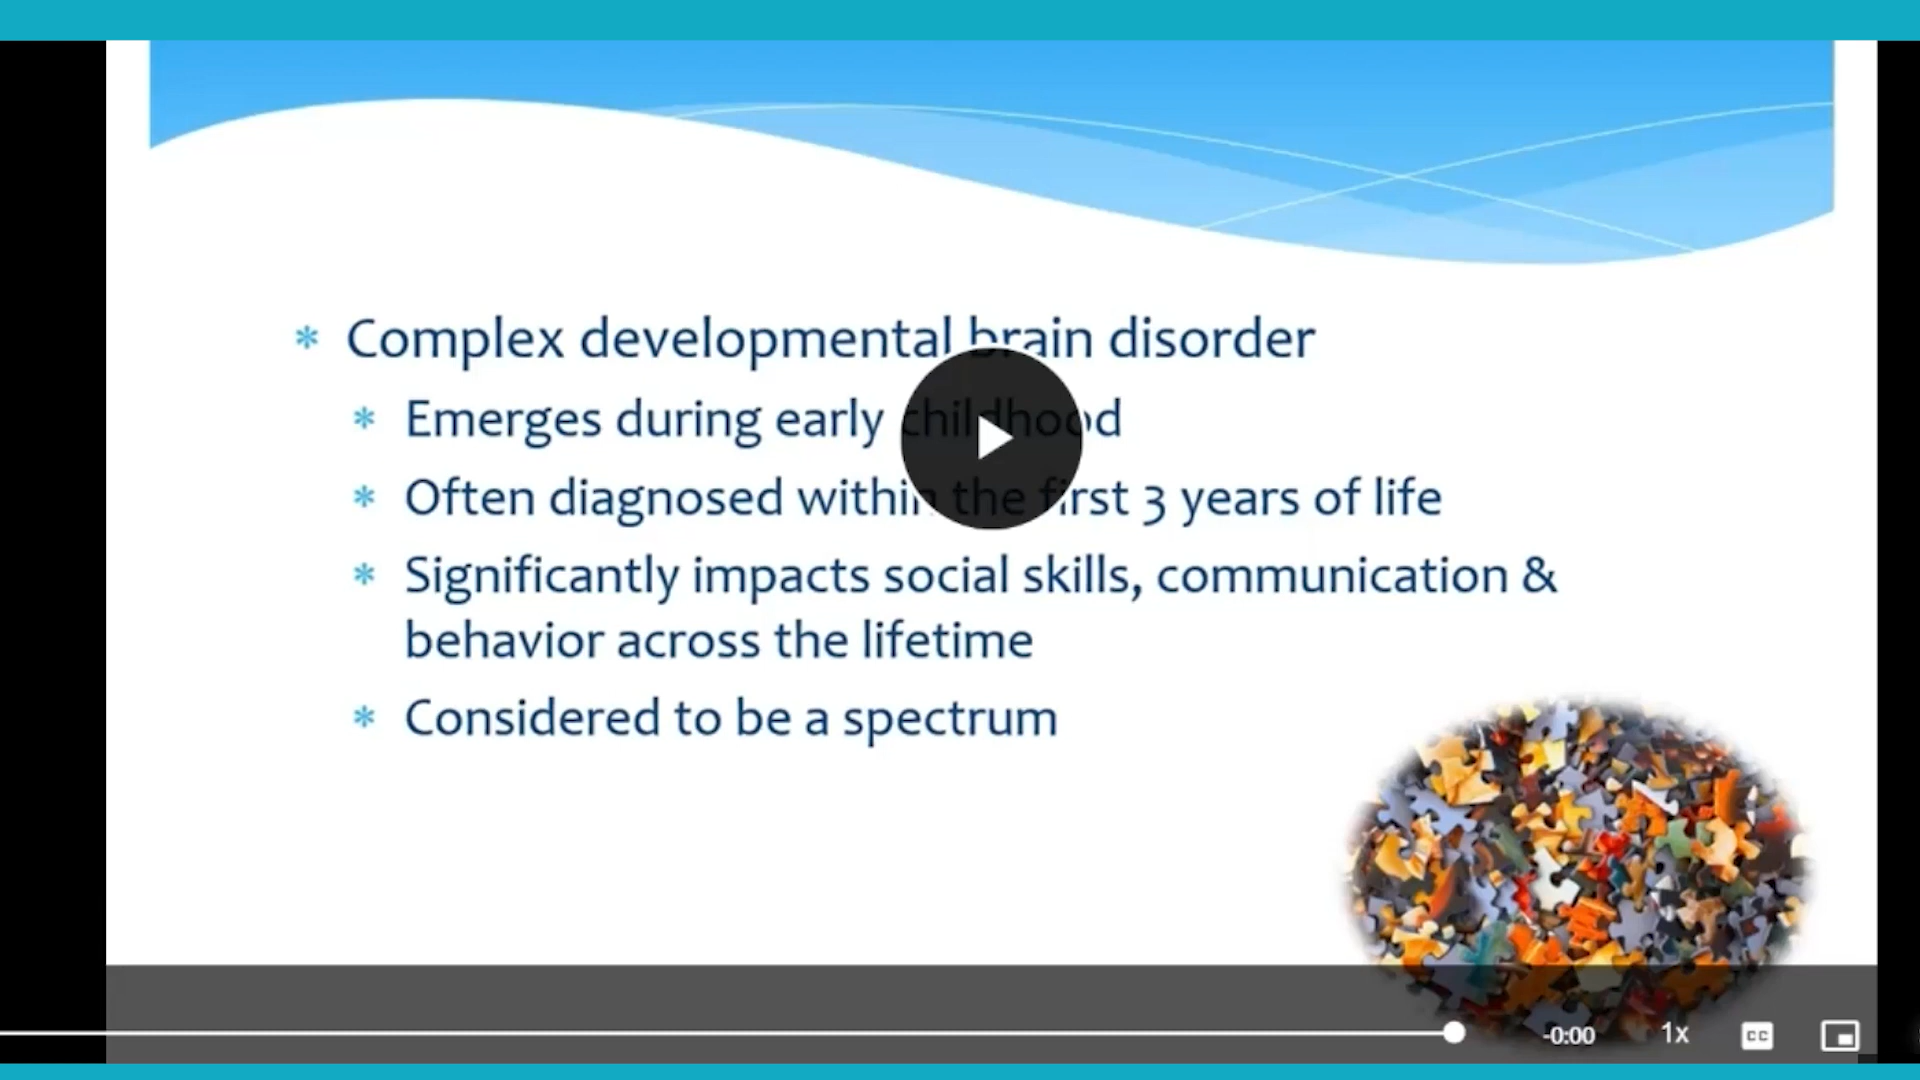 * Complex developmental brain disorder
* Emerges during early childhood
* Often diagnosed within the first 3 years of life
* Significantly impacts social skills, communication &
behavior across the lifetime
* Considered to be a spectrum
-0:00 1x CC